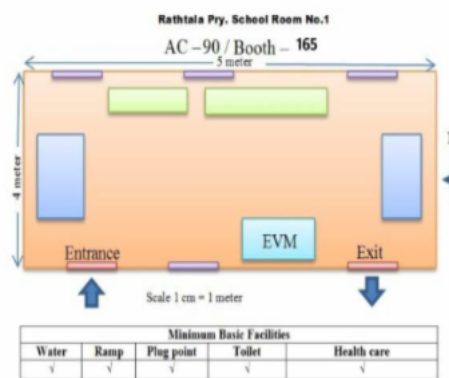 Rathtala Pry. School Room No.1
AC – 90 / Booth – 165
5 meter
4 meter
EVM
Entrance
Exit
Scale 1 cm = 1 meter
Minimum Basic Facilities
Water Ramp Plug point Toilet Health care
√ √ √ √ √